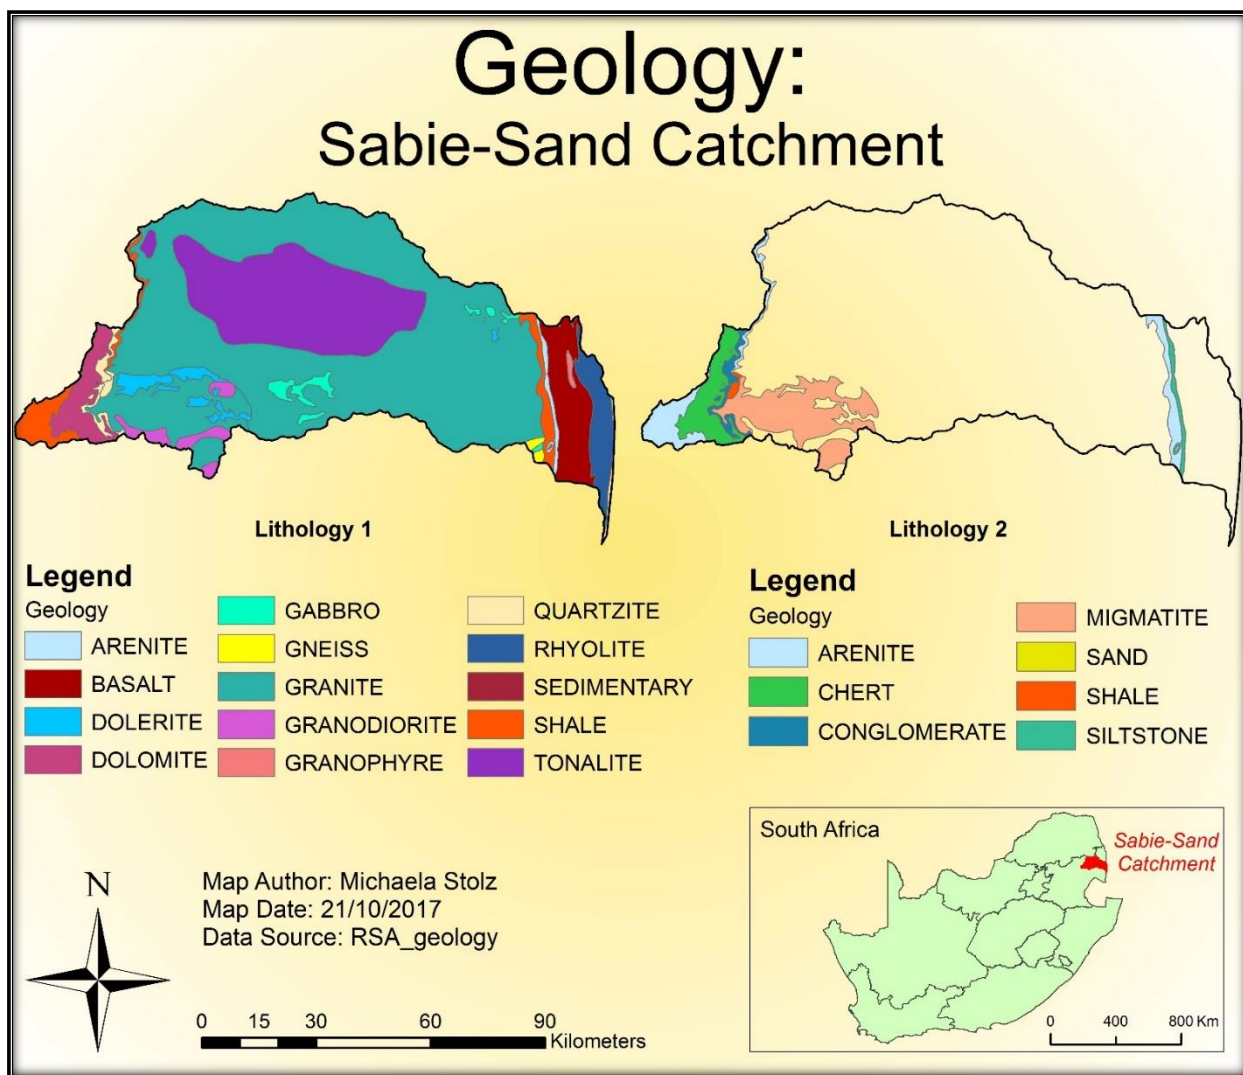 Geology:
Sabie-Sand Catchment
Lithology 1
Lithology 2
Legend
Geology
ARENITE
BASALT
DOLERITE
DOLOMITE
GABBRO
GNEISS
GRANITE
GRANODIORITE
GRANOPHYRE
QUARTZITE
RHYOLITE
SEDIMENTARY
SHALE
TONALITE
Legend
Geology
ARENITE
CHERT
CONGLOMERATE
MIGMATITE
SAND
SHALE
SILTSTONE
N
Map Author: Michaela Stolz
Map Date: 21/10/2017
Data Source: RSA_geology
0 15 30 60 90
Kilometers
South Africa
Sabie-Sand
Catchment
0 400 800 Km